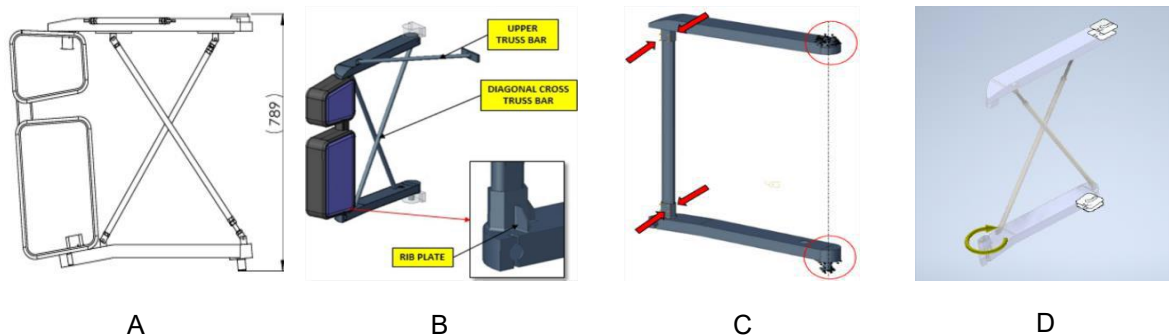 (789)
UPPER
TRUSS BAR
DIAGONAL CROSS
TRUSS BAR
RIB PLATE
A
B
C
D